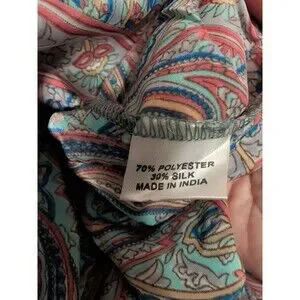 70% POLYESTER
30% SILK
MADE IN INDIA